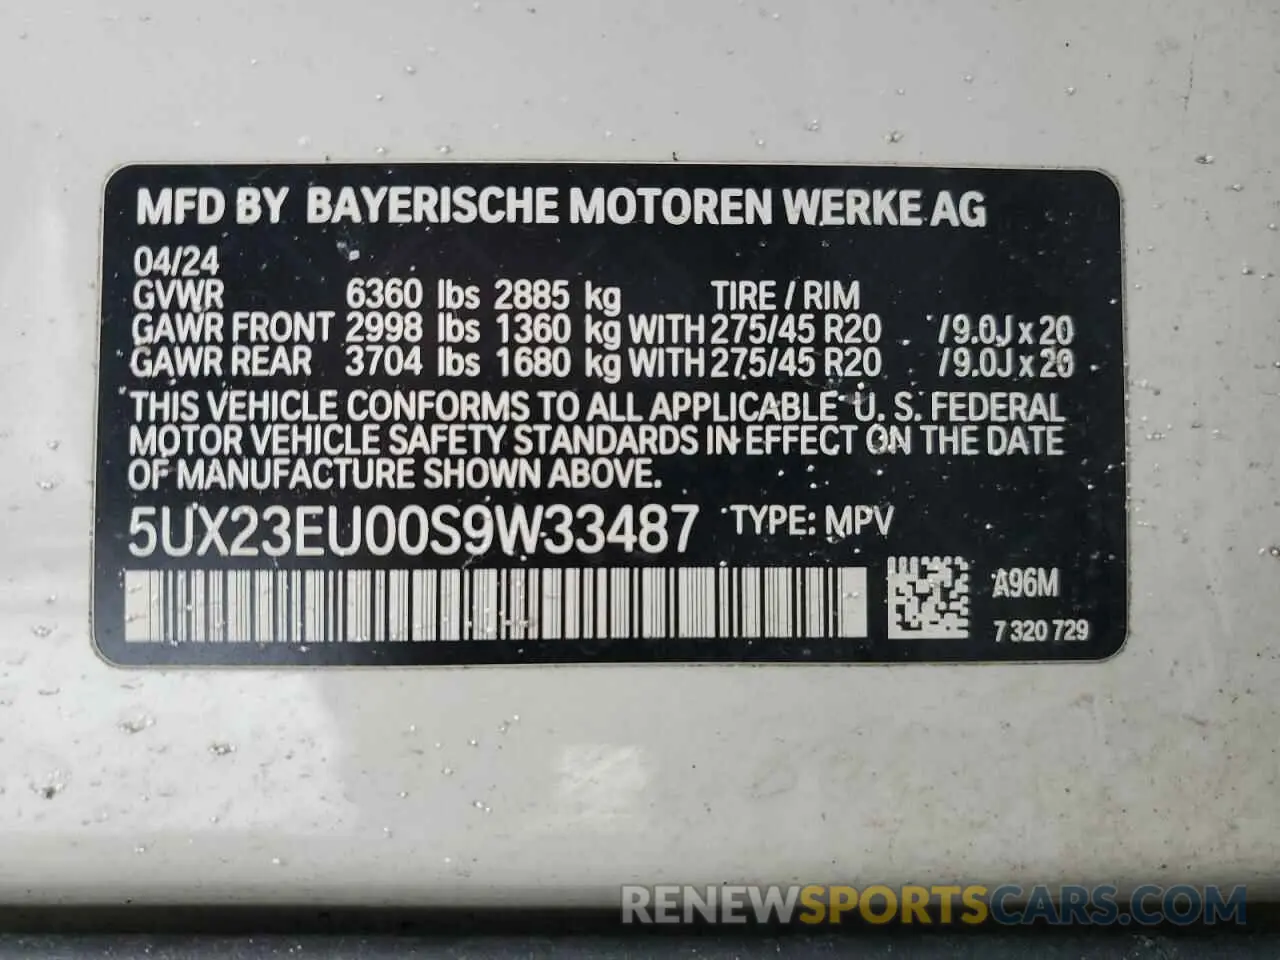 MFD BY BAYERISCHE MOTOREN WERKE AG
04/24
GVWR 6360 lbs 2885 kg TIRE / RIM
GAWR FRONT 2998 lbs 1360 kg WITH 275/45 R20 /9.0J x 20
GAWR REAR 3704 lbs 1680 kg WITH 275/45 R20 /9.0J x 20
THIS VEHICLE CONFORMS TO ALL APPLICABLE U. S. FEDERAL
MOTOR VEHICLE SAFETY STANDARDS IN EFFECT ON THE DATE
OF MANUFACTURE SHOWN ABOVE.
5UX23EU00S9W33487 TYPE: MPV
A96M
7 320 729
RENEWSPORTSCARS.COM